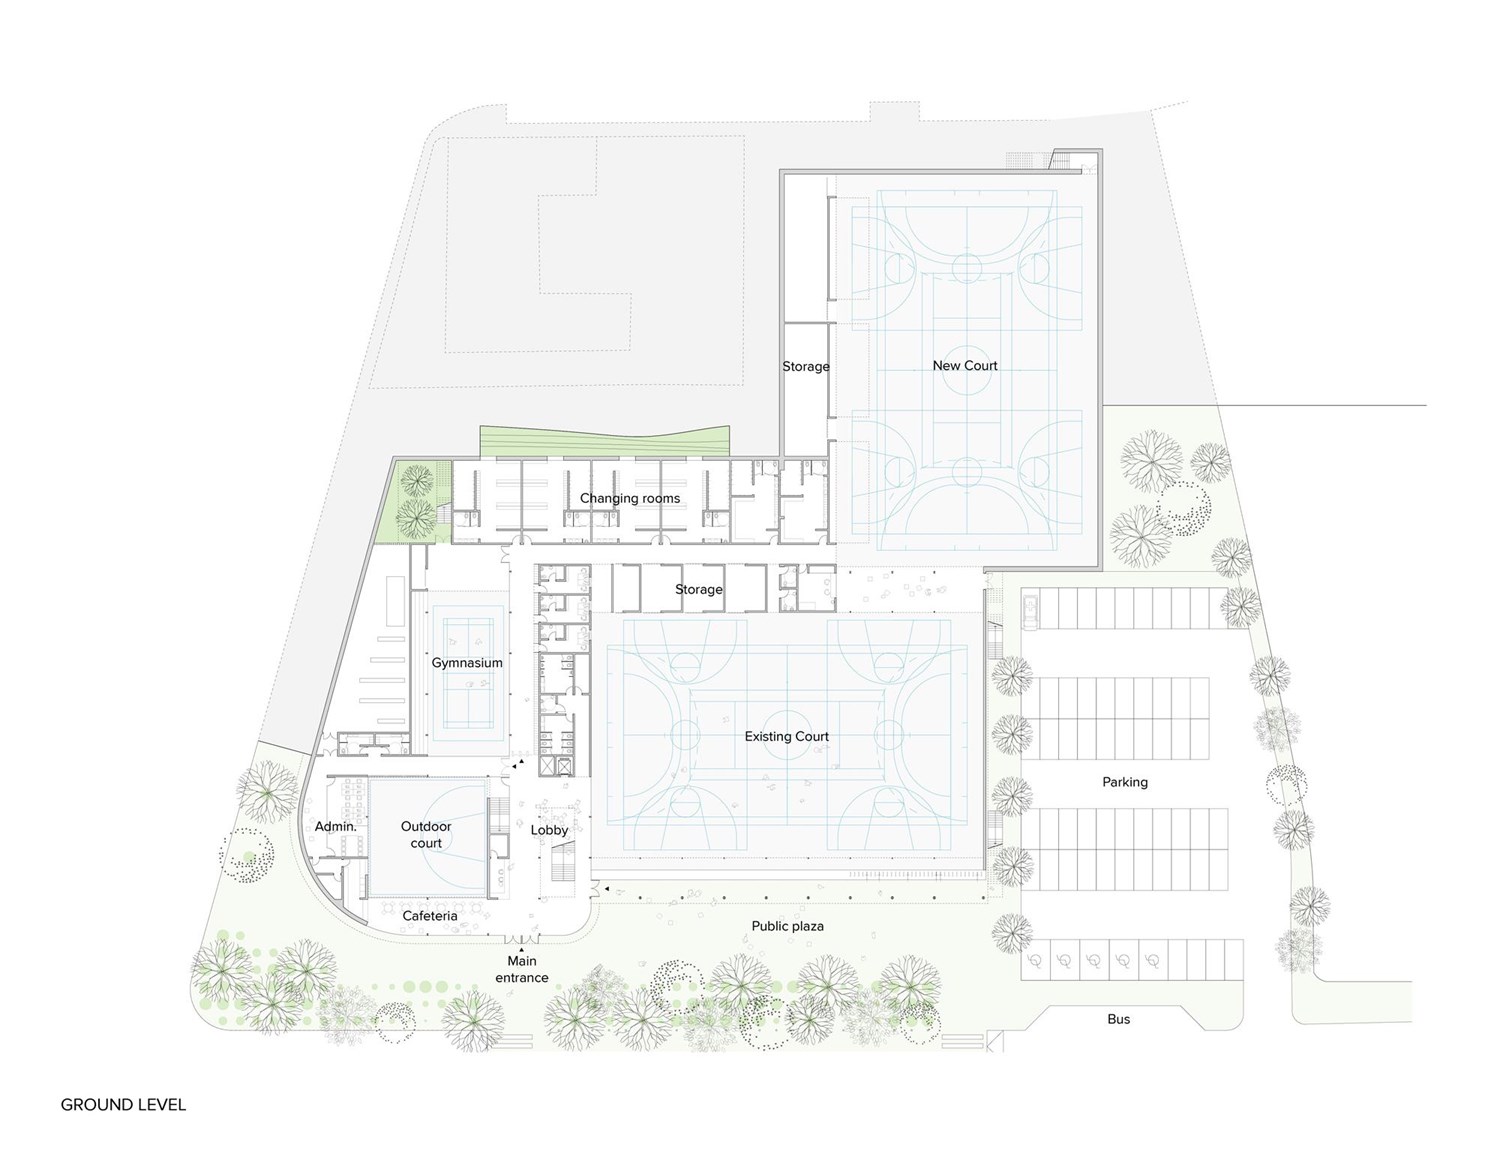 Storage
New Court
Changing rooms
Storage
Gymnasium
Existing Court
Parking
Admin.
Outdoor
court
Lobby
Cafeteria
Public plaza
Main
entrance
Bus
GROUND LEVEL